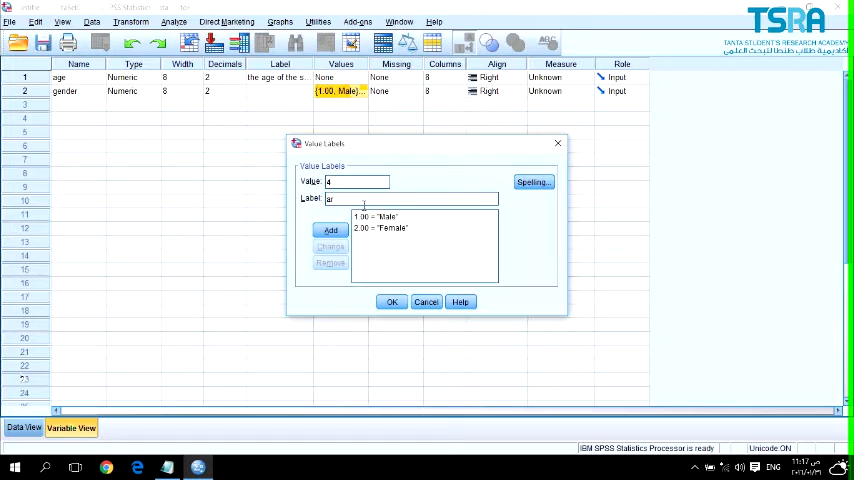 File Edit View Data Transform Analyze Direct Marketing Graphs Utilities Add-ons Window Help
TSRA
TANTA STUDENT'S RESEARCH ACADEMY
أكاديمية طلاب طنطا للبحث العلمي
Name Type Width Decimals Label Values Missing Columns Align Measure Role
1 age Numeric 8 2 the age of the s... None None 8 Right Unknown Input
2 gender Numeric 8 2 {1.00, Male}... None 8 Right Unknown Input
3
4
5
6
7
8
9
10
11
12
13
14
15
16
17
18
19
20
21
22
23
24
Value Labels
Value Labels
Value: 4
Spelling...
Label: ar
1.00 = "Male"
2.00 = "Female"
Add
Change
Remove
OK Cancel Help
Data View Variable View
IBM SPSS Statistics Processor is ready Unicode:ON
ENG
11:17 ص